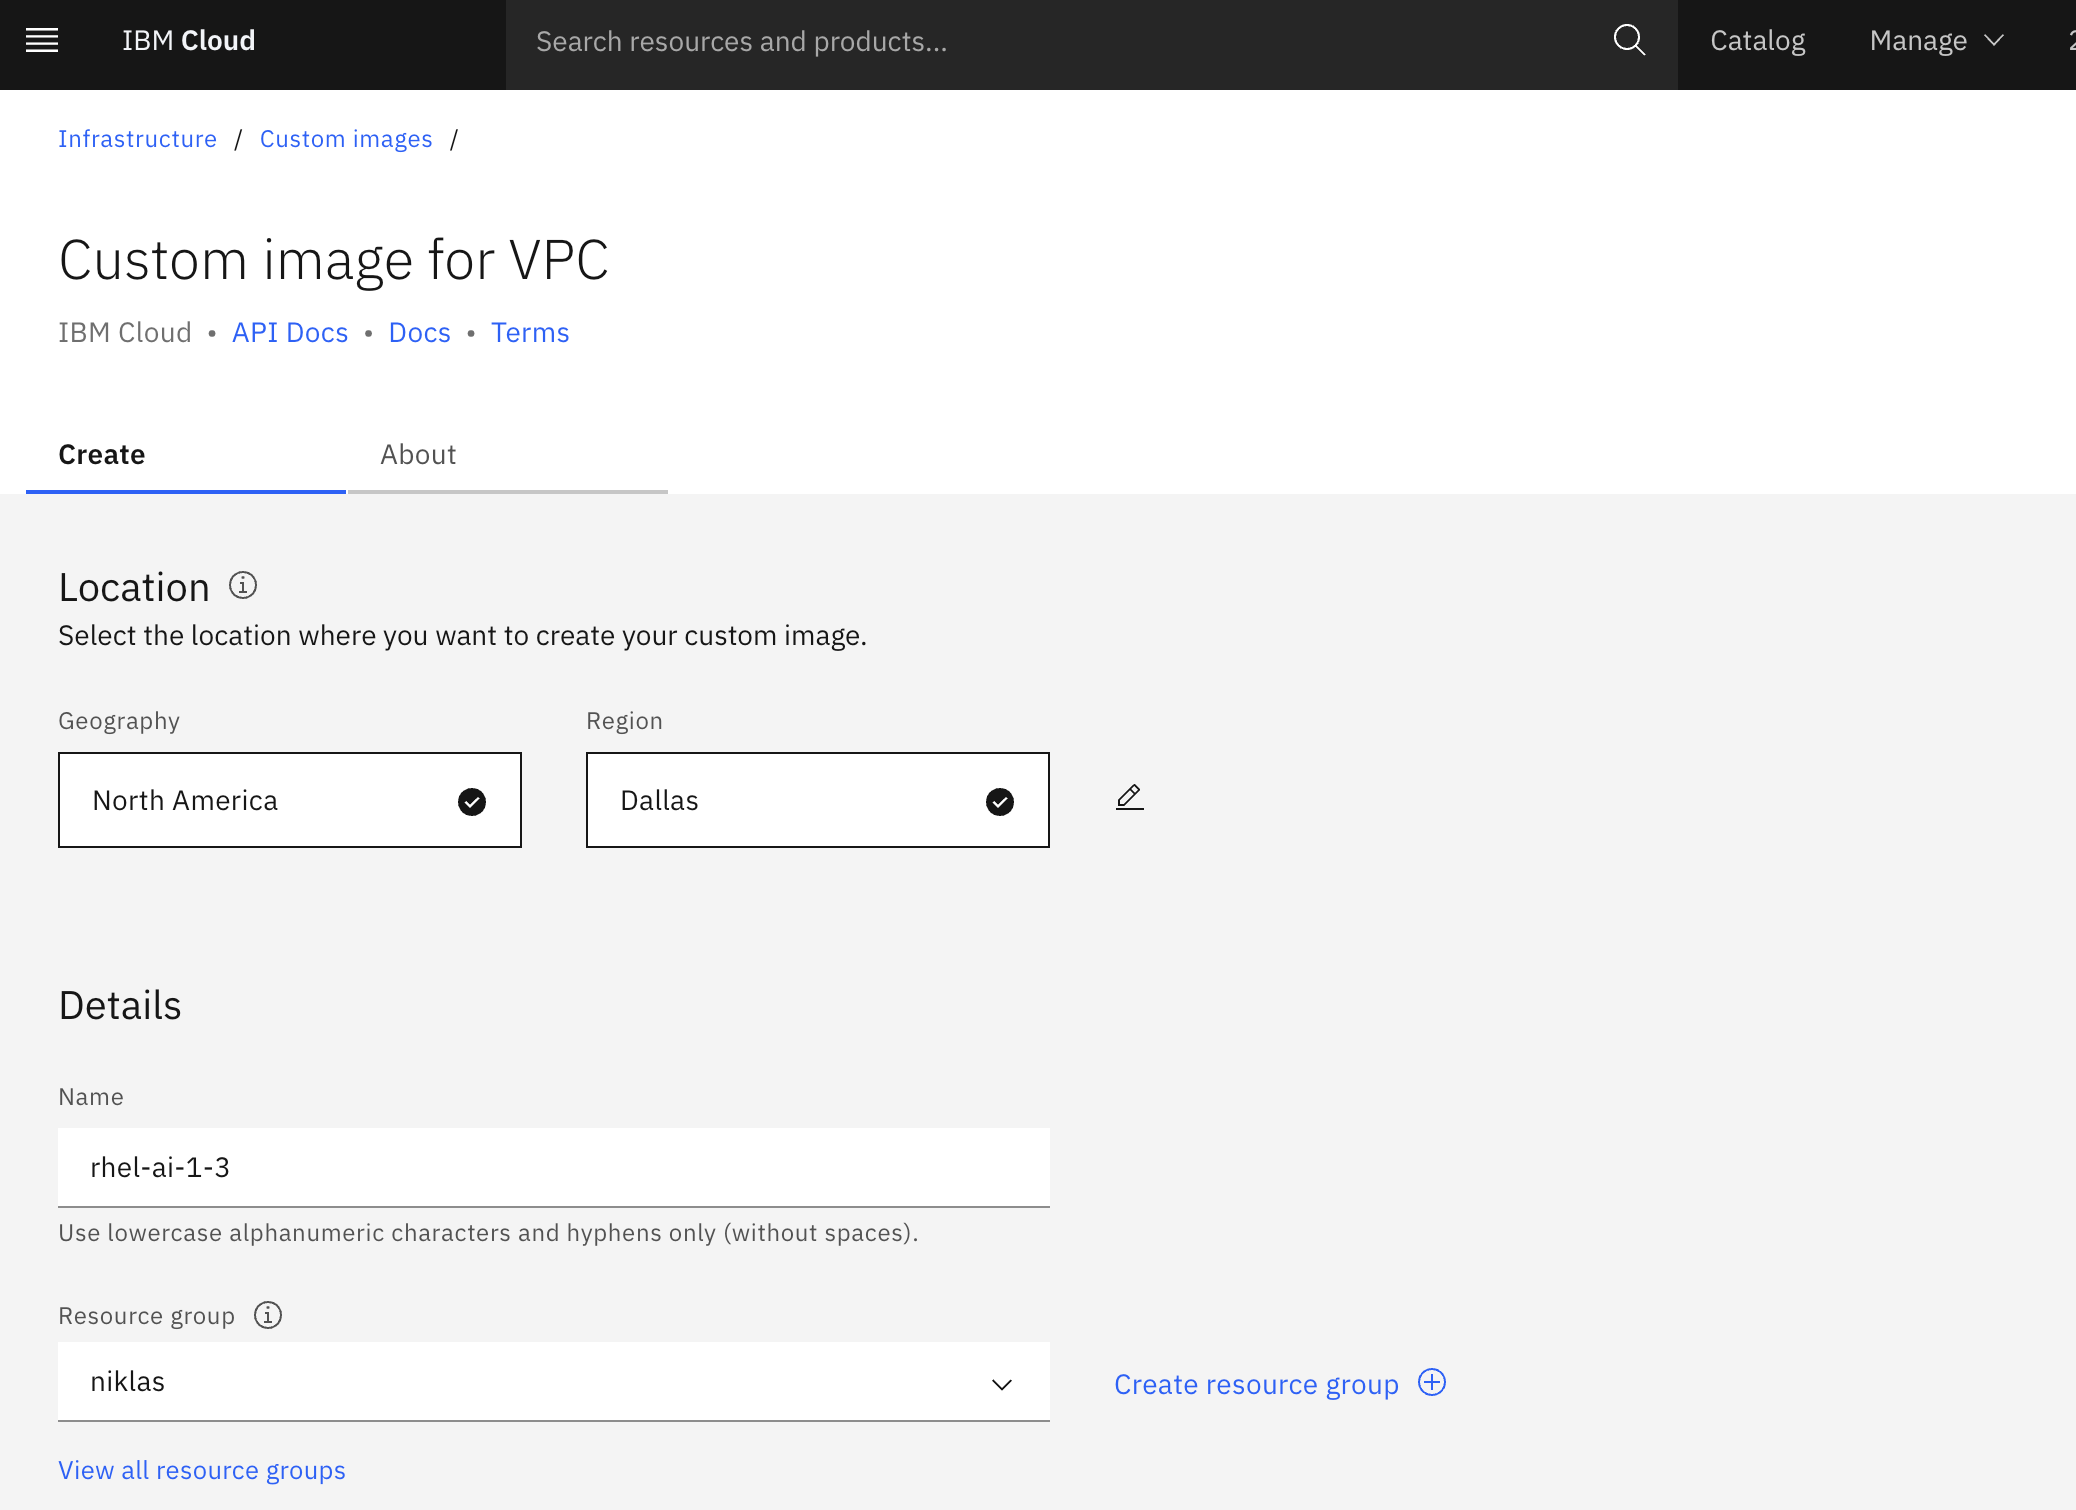 IBM Cloud
Search resources and products...
Catalog
Manage
Infrastructure / Custom images /
Custom image for VPC
IBM Cloud • API Docs • Docs • Terms
Create
About
Location
Select the location where you want to create your custom image.
Geography
Region
North America
Dallas
Details
Name
rhel-ai-1-3
Use lowercase alphanumeric characters and hyphens only (without spaces).
Resource group
niklas
Create resource group
View all resource groups